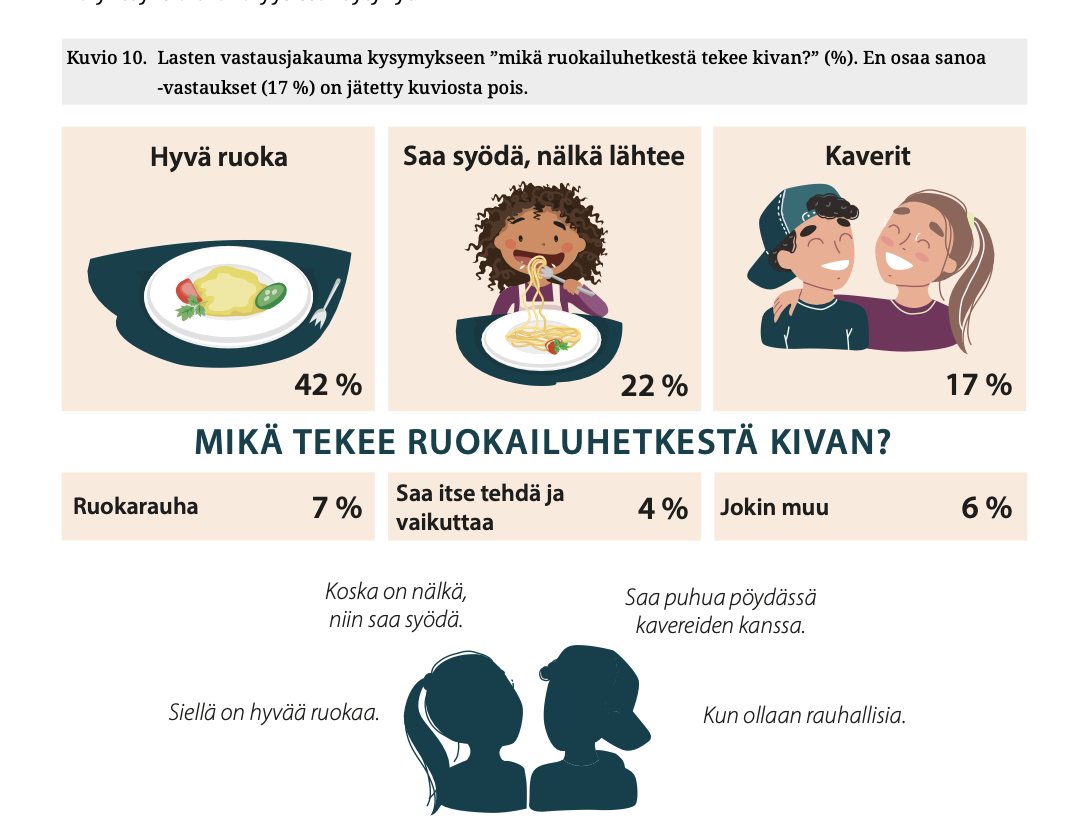 Kuvio 10. Lasten vastausjakauma kysymykseen ”mikä ruokailuhetkestä tekee kivan?” (%). En osaa sanoa
-vastaukset (17 %) on jätetty kuviosta pois.
Hyvä ruoka
42 %
Saa syödä, nälkä lähtee
22 %
Kaverit
17 %
MIKÄ TEKEE RUOKAILUHETKESTÄ KIVAN?
Ruokarauha 7 %
Saa itse tehdä ja
vaikuttaa
4 %
Jokin muu 6 %
Koska on nälkä,
niin saa syödä.
Saa puhua pöydässä
kavereiden kanssa.
Siellä on hyvää ruokaa.
Kun ollaan rauhallisia.